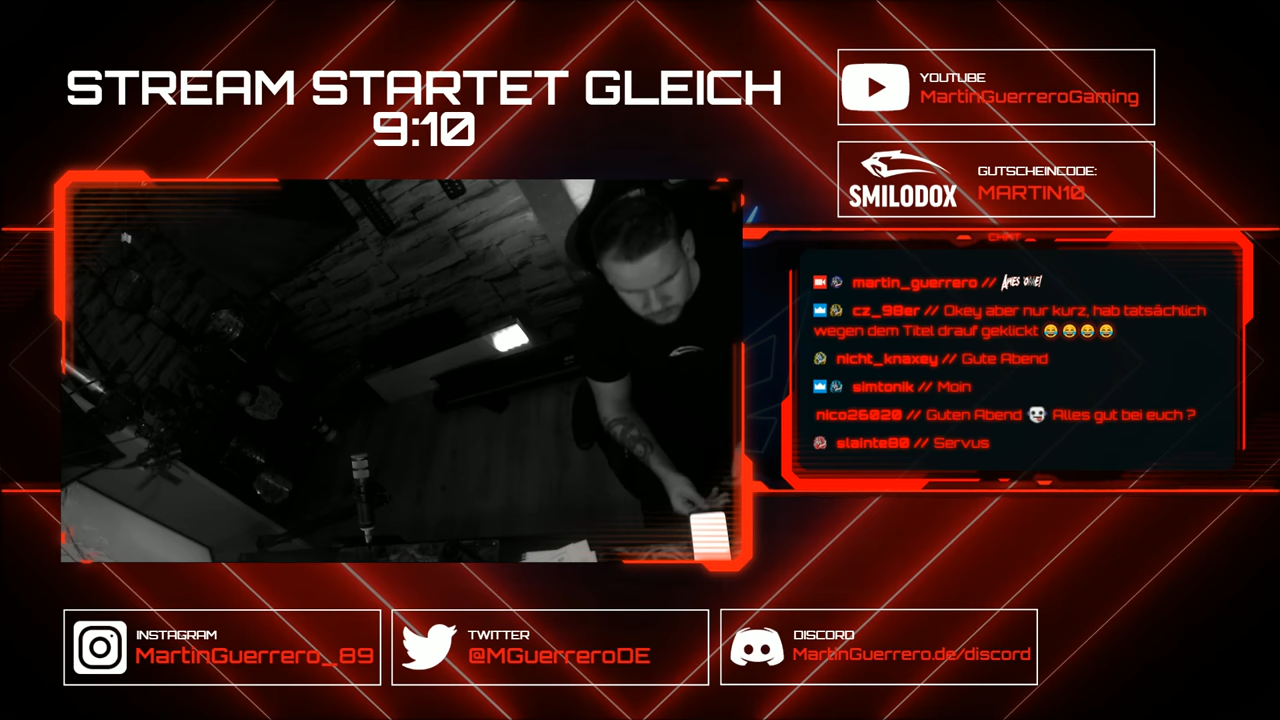 STREAM STARTET GLEICH
9:10
YOUTUBE
MartinGuerreroGaming
SMILODOX
GUTSCHEINCODE:
MARTIN10
CHAT
martin_guerrero //
cz_98er // Okey aber nur kurz, hab tatsächlich
wegen dem Titel drauf geklickt 😂 😂 😂 😂
nicht_knaxey // Gute Abend
simtonik // Moin
nico26020 // Guten Abend Alles gut bei euch ?
slainte80 // Servus
INSTAGRAM
MartinGuerrero_89
TWITTER
@MGuerreroDE
DISCORD
MartinGuerrero.de/discord